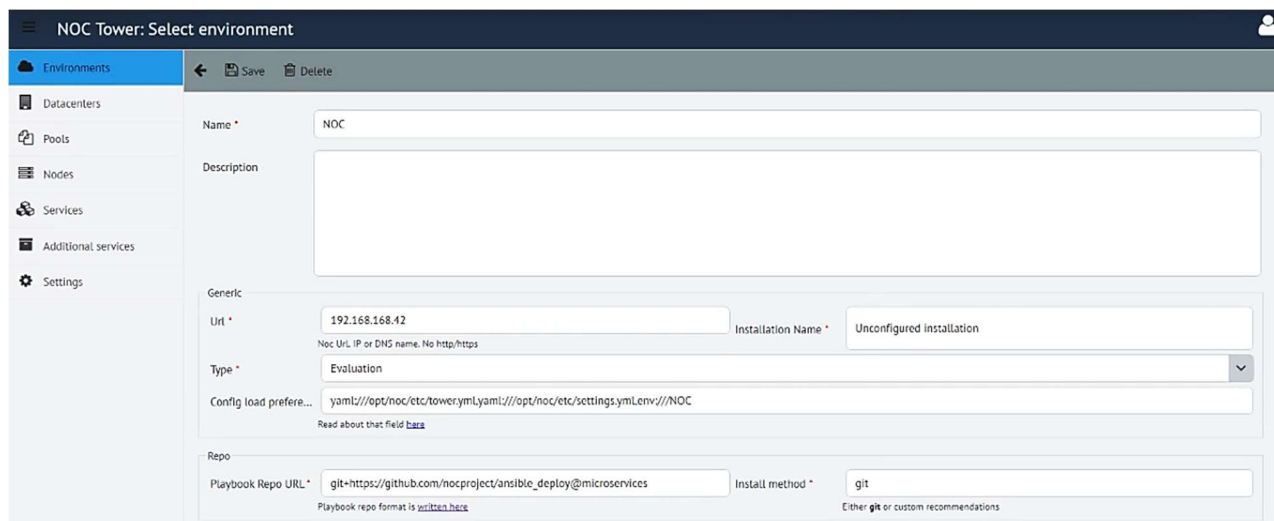 NOC Tower: Select environment
Environments
Save Delete
Datacenters
Pools
Nodes
Services
Additional services
Settings
Name *
NOC
Description
Generic
Url *
192.168.168.42
Installation Name *
Unconfigured installation
Noc Url. IP or DNS name. No http/https
Type *
Evaluation
Config load prefere...
yaml:///opt/noc/etc/tower.yml,yaml:///opt/noc/etc/settings.yml,env:///NOC
Read about that field here
Repo
Playbook Repo URL *
git+https://github.com/nocproject/ansible_deploy@microservices
Install method *
git
Playbook repo format is written here
Either git or custom recommendations